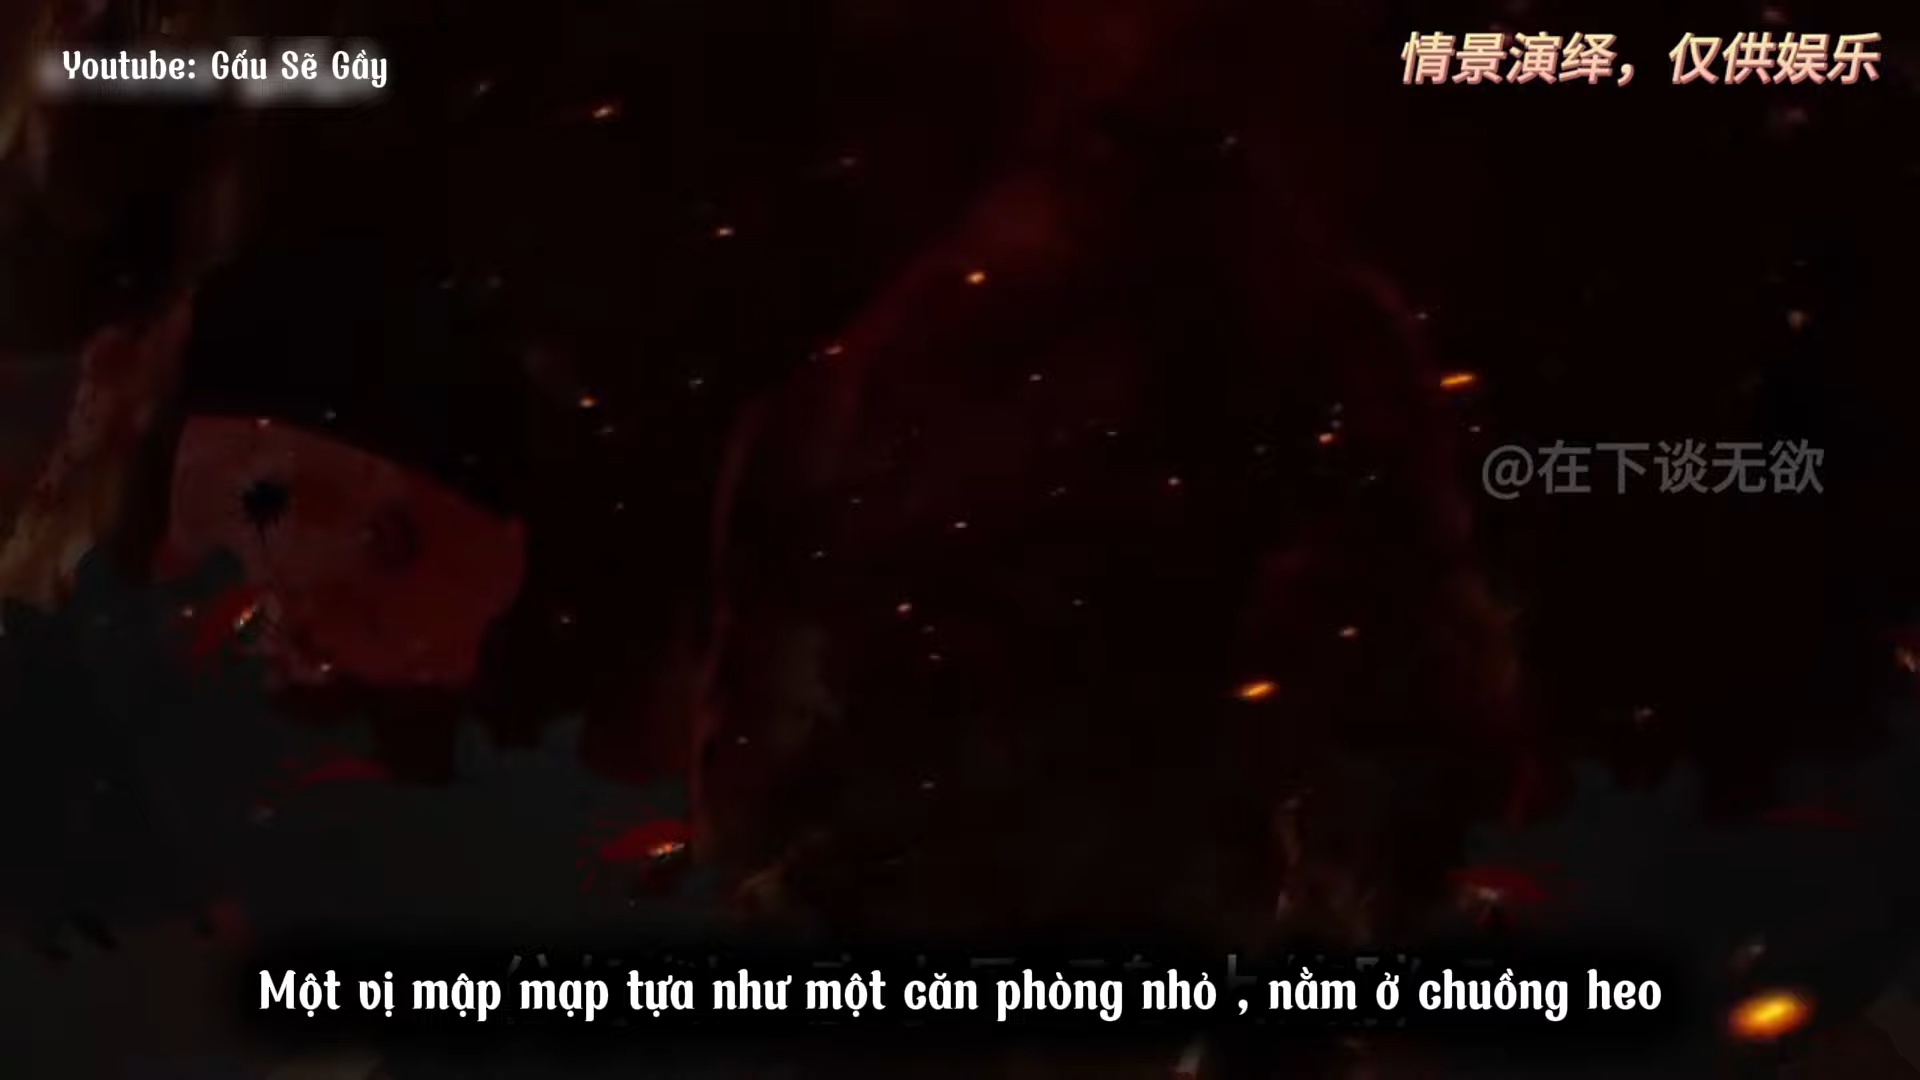 Youtube: Gấu Sẽ Gầy
情景演绎，仅供娱乐
@在下谈无欲
Một vị mập mạp tựa như một căn phòng nhỏ , nằm ở chuồng heo